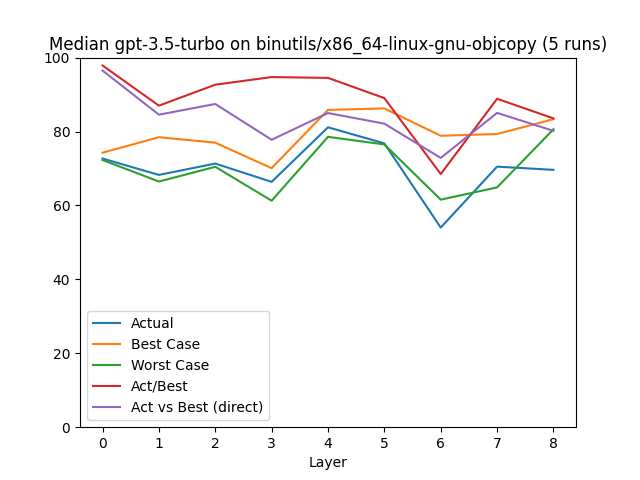 Median gpt-3.5-turbo on binutils/x86_64-linux-gnu-objcopy (5 runs)
100
80
60
40
20
0
Actual
Best Case
Worst Case
Act/Best
Act vs Best (direct)
0 1 2 3 4 5 6 7 8
Layer